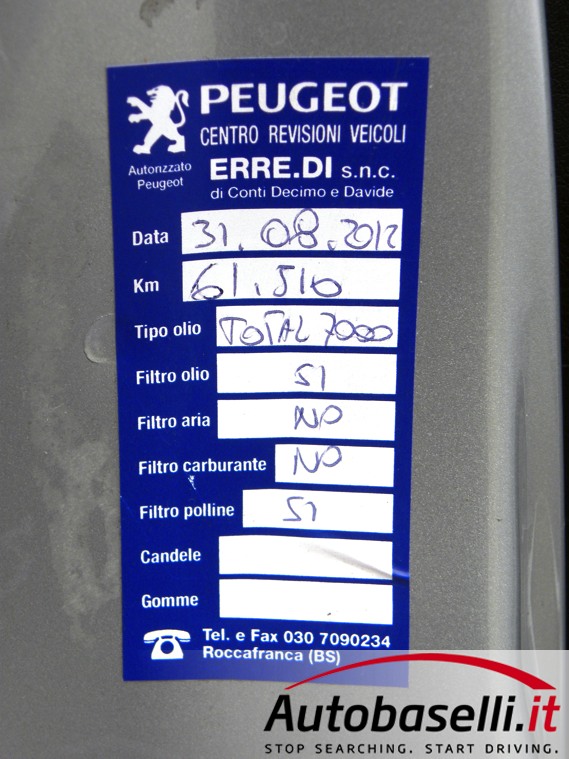 PEUGEOT
CENTRO REVISIONI VEICOLI
Autorizzato
Peugeot
ERRE.DI s.n.c.
di Conti Decimo e Davide
Data 31.08.2012
Km 61.516
Tipo olio TOTAL 7000
Filtro olio SI
Filtro aria NO
Filtro carburante NO
Filtro polline SI
Candele
Gomme
Tel. e Fax 030 7090234
Roccafranca (BS)
Autobaselli.it
STOP SEARCHING. START DRIVING.